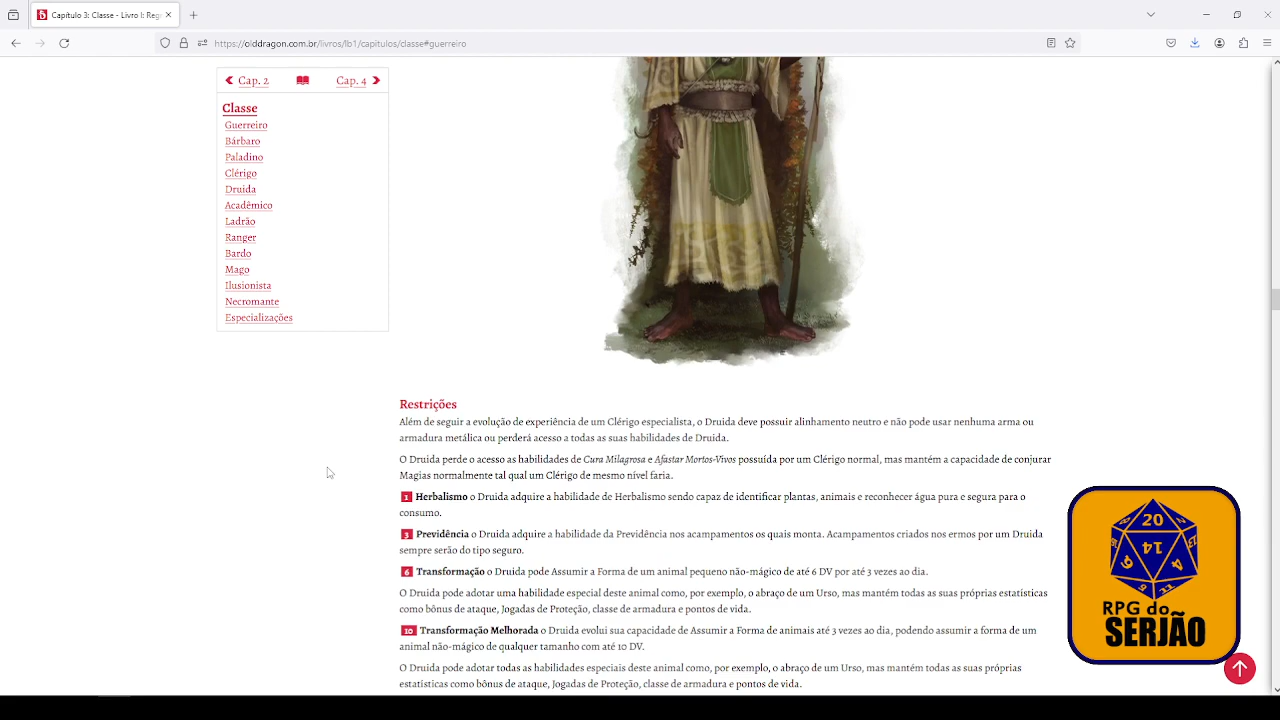 Capítulo 3: Classe - Livro I: Reg
https://olddragon.com.br/livros/lb1/capitulos/classe#guerreiro
Cap. 2
Cap. 4
Classe
Guerreiro
Bárbaro
Paladino
Clérigo
Druida
Acadêmico
Ladrão
Ranger
Bardo
Mago
Ilusionista
Necromante
Especializações
Restrições
Além de seguir a evolução de experiência de um Clérigo especialista, o Druida deve possuir alinhamento neutro e não pode usar nenhuma arma ou
armadura metálica ou perderá acesso a todas as suas habilidades de Druida.
O Druida perde o acesso as habilidades de Cura Milagrosa e Afastar Mortos-Vivos possuída por um Clérigo normal, mas mantém a capacidade de conjurar
Magias normalmente tal qual um Clérigo de mesmo nível faria.
1 Herbalismo o Druida adquire a habilidade de Herbalismo sendo capaz de identificar plantas, animais e reconhecer água pura e segura para o
consumo.
3 Previdência o Druida adquire a habilidade da Previdência nos acampamentos os quais monta. Acampamentos criados nos ermos por um Druida
sempre serão do tipo seguro.
6 Transformação o Druida pode Assumir a Forma de um animal pequeno não-mágico de até 6 DV por até 3 vezes ao dia.
O Druida pode adotar uma habilidade especial deste animal como, por exemplo, o abraço de um Urso, mas mantém todas as suas próprias estatísticas
como bônus de ataque, Jogadas de Proteção, classe de armadura e pontos de vida.
10 Transformação Melhorada o Druida evolui sua capacidade de Assumir a Forma de animais até 3 vezes ao dia, podendo assumir a forma de um
animal não-mágico de qualquer tamanho com até 10 DV.
O Druida pode adotar todas as habilidades especiais deste animal como, por exemplo, o abraço de um Urso, mas mantém todas as suas próprias
estatísticas como bônus de ataque, Jogadas de Proteção, classe de armadura e pontos de vida.
20
14
RPG do
SERJÃO